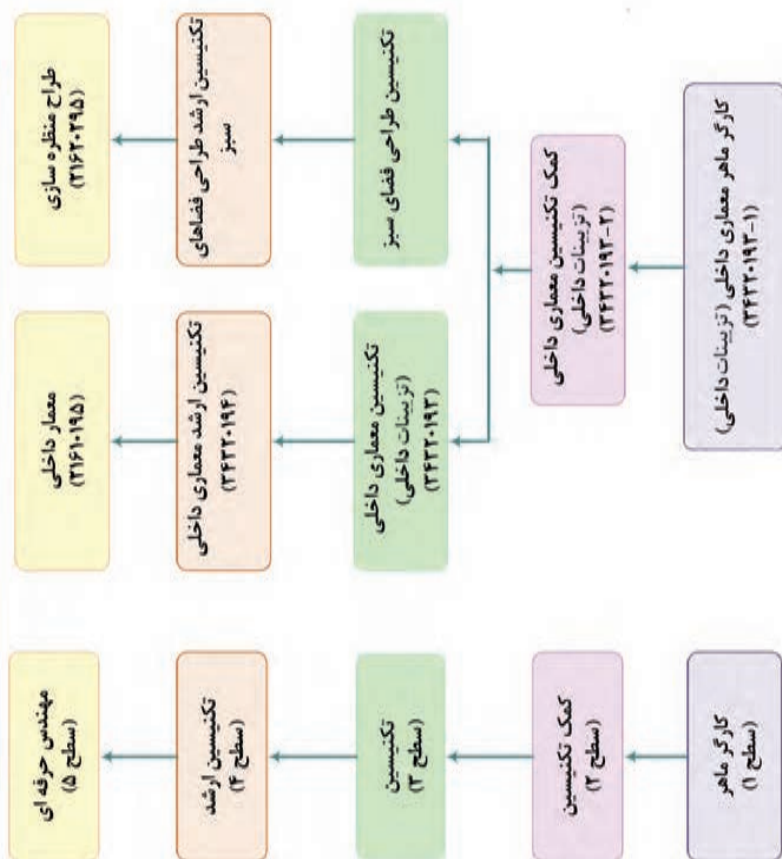 طراح منظره سازی
(۲۱۶۲۰۲۹۵)
معمار داخلی
(۲۱۶۱۰۱۹۵)
مهندس حرفه ای
(سطح ۵)
تکنیسین ارشد طراحی فضاهای
سبز
تکنیسین ارشد معماری داخلی
(۳۴۳۲۰۱۹۴)
تکنیسین ارشد
(سطح ۴)
تکنیسین طراحی فضای سبز
تکنیسین معماری داخلی
(تزیینات داخلی)
(۳۴۳۲۰۱۹۳)
تکنیسین
(سطح ۳)
کمک تکنیسین معماری داخلی
(تزیینات داخلی)
(۳۴۳۲۰۱۹۳-۲)
کمک تکنیسین
(سطح ۲)
کارگر ماهر معماری داخلی (تزیینات داخلی)
(۳۴۳۲۰۱۹۳-۱)
کارگر ماهر
(سطح ۱)